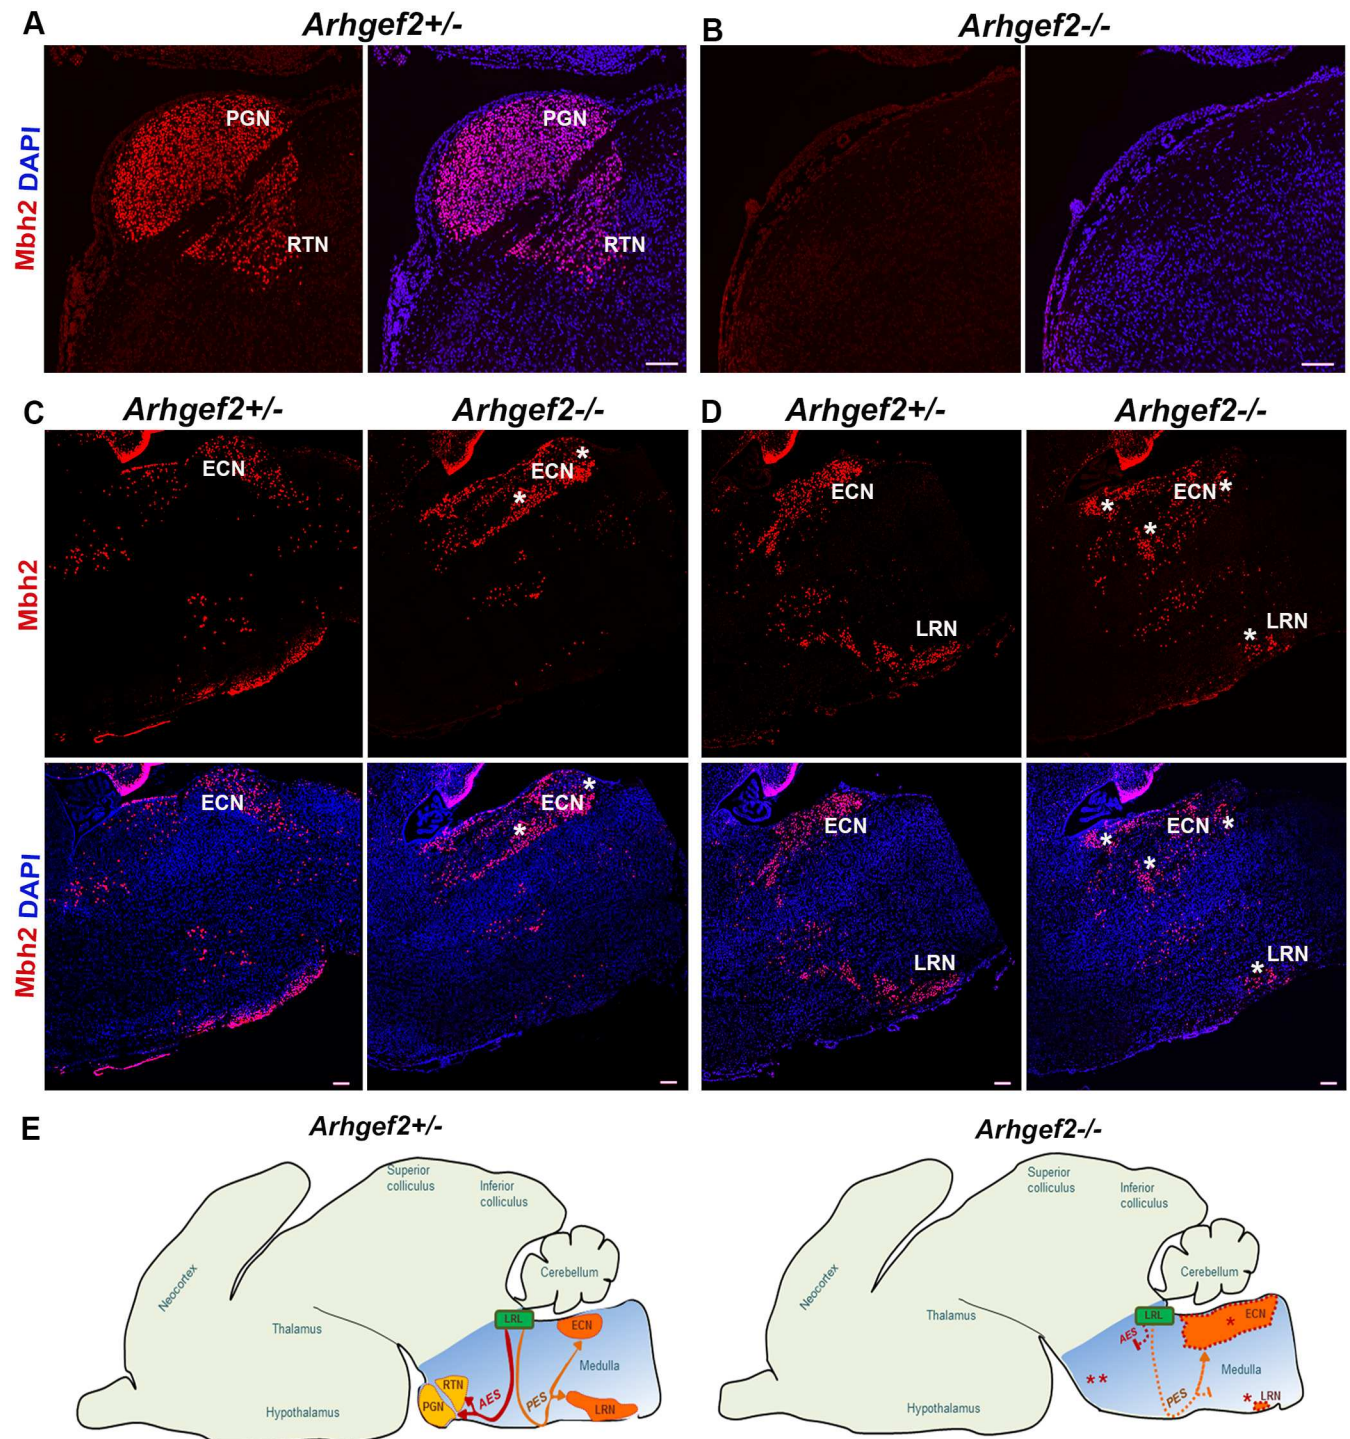 A
Arhgef2+/-
B
Arhgef2-/-
Mbh2 DAPI
PGN
RTN
PGN
RTN
C
Arhgef2+/-
Arhgef2-/-
D
Arhgef2+/-
Arhgef2-/-
Mbh2
ECN
ECN
*
*
ECN
LRN
ECN
*
*
*
LRN
*
Mbh2 DAPI
ECN
ECN
*
*
ECN
LRN
ECN
*
*
*
LRN
*
E
Arhgef2+/-
Arhgef2-/-
Superior
colliculus
Inferior
colliculus
Neocortex
Cerebellum
Thalamus
LRL
ECN
Medulla
RTN
PGN
AES
PES
LRN
Hypothalamus
Superior
colliculus
Inferior
colliculus
Neocortex
Cerebellum
Thalamus
LRL
ECN
*
AES
Medulla
**
PES
*
LRN
Hypothalamus